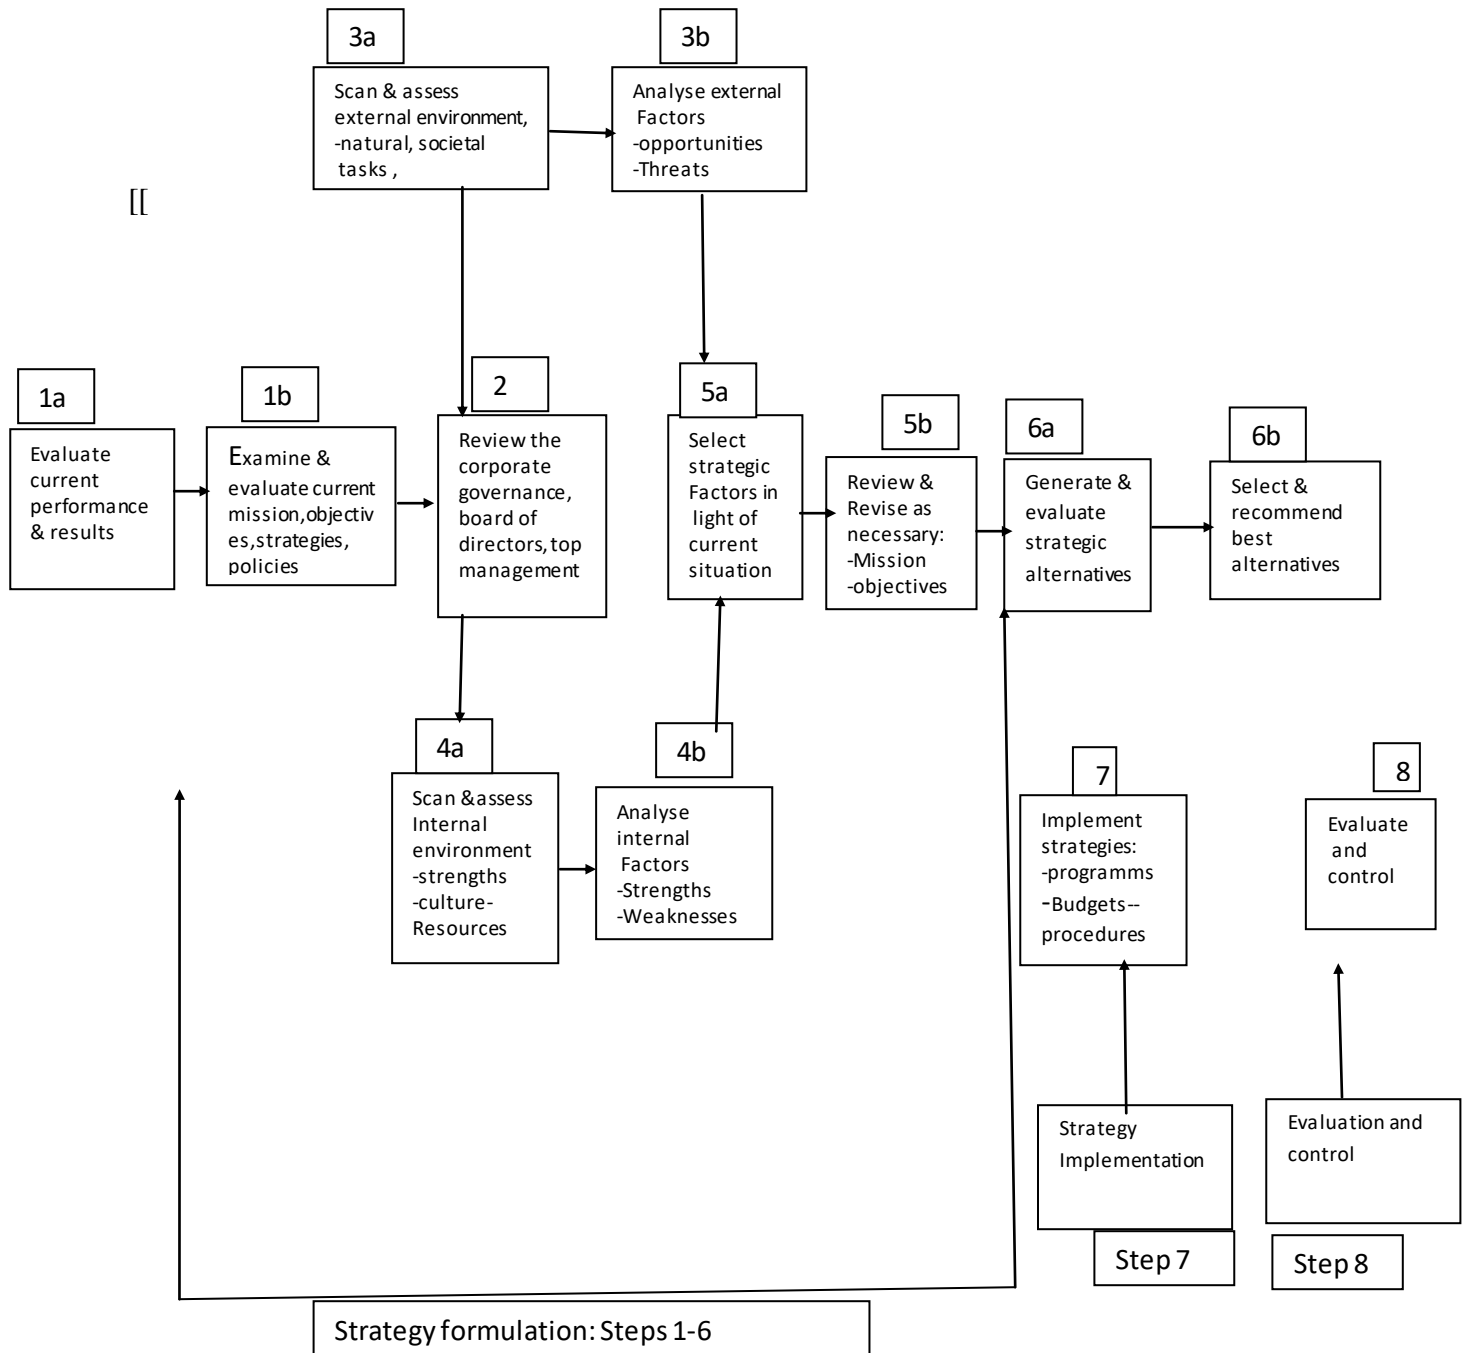 3a
Scan & assess
external environment,
-natural, societal
tasks ,
3b
Analyse external
Factors
-opportunities
-Threats
[[
1a
Evaluate
current
performance
& results
1b
Examine &
evaluate current
mission,objectiv
es,strategies,
policies
2
Review the
corporate
governance,
board of
directors, top
management
5a
Select
strategic
Factors in
light of
current
situation
5b
Review &
Revise as
necessary:
-Mission
-objectives
6a
Generate &
evaluate
strategic
alternatives
6b
Select &
recommend
best
alternatives
4a
Scan &assess
Internal
environment
-strengths
-culture-
Resources
4b
Analyse
internal
Factors
-Strengths
-Weaknesses
7
Implement
strategies:
-programms
-Budgets--
procedures
8
Evaluate
and
control
Strategy
Implementation
Step 7
Evaluation and
control
Step 8
Strategy formulation: Steps 1-6